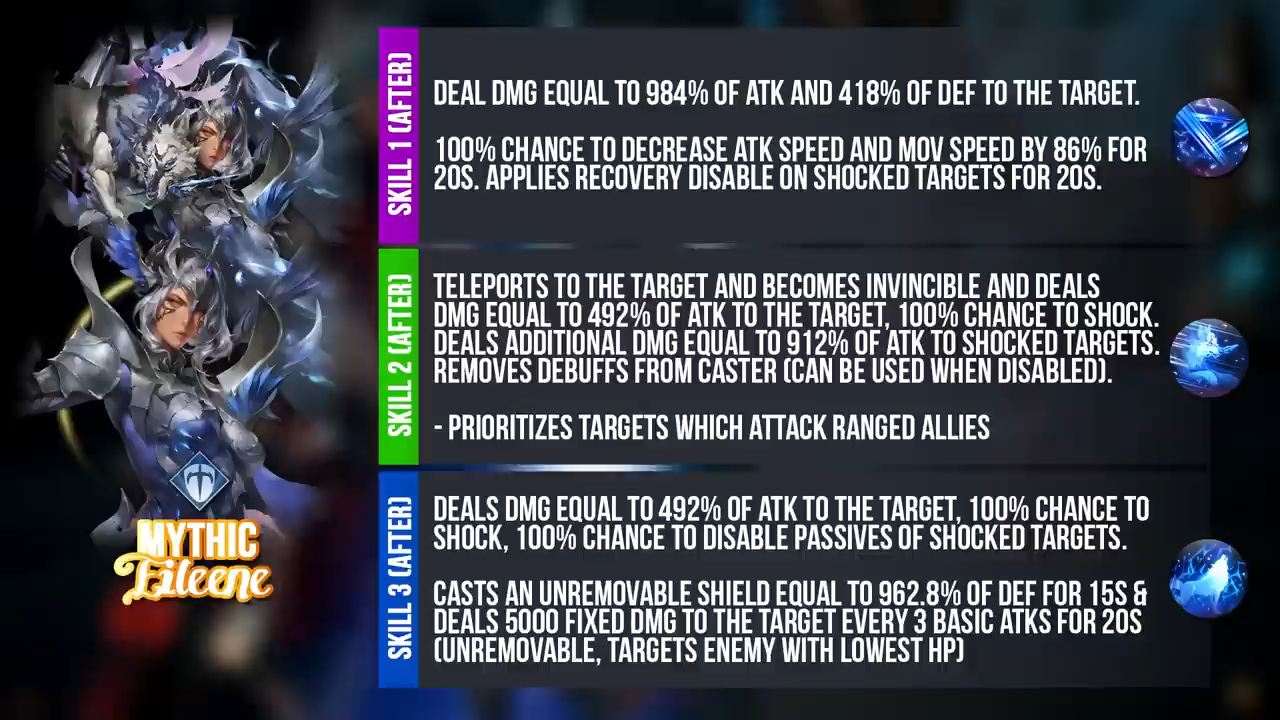 SKILL 1 (AFTER)
DEAL DMG EQUAL TO 984% OF ATK AND 418% OF DEF TO THE TARGET.
100% CHANCE TO DECREASE ATK SPEED AND MOV SPEED BY 86% FOR
20S. APPLIES RECOVERY DISABLE ON SHOCKED TARGETS FOR 20S.
SKILL 2 (AFTER)
TELEPORTS TO THE TARGET AND BECOMES INVINCIBLE AND DEALS
DMG EQUAL TO 492% OF ATK TO THE TARGET, 100% CHANCE TO SHOCK.
DEALS ADDITIONAL DMG EQUAL TO 912% OF ATK TO SHOCKED TARGETS.
REMOVES DEBUFFS FROM CASTER (CAN BE USED WHEN DISABLED).
- PRIORITIZES TARGETS WHICH ATTACK RANGED ALLIES
SKILL 3 (AFTER)
DEALS DMG EQUAL TO 492% OF ATK TO THE TARGET, 100% CHANCE TO
SHOCK, 100% CHANCE TO DISABLE PASSIVES OF SHOCKED TARGETS.
CASTS AN UNREMOVABLE SHIELD EQUAL TO 962.8% OF DEF FOR 15S &
DEALS 5000 FIXED DMG TO THE TARGET EVERY 3 BASIC ATKS FOR 20S
(UNREMOVABLE, TARGETS ENEMY WITH LOWEST HP)
MYTHIC
Eileene